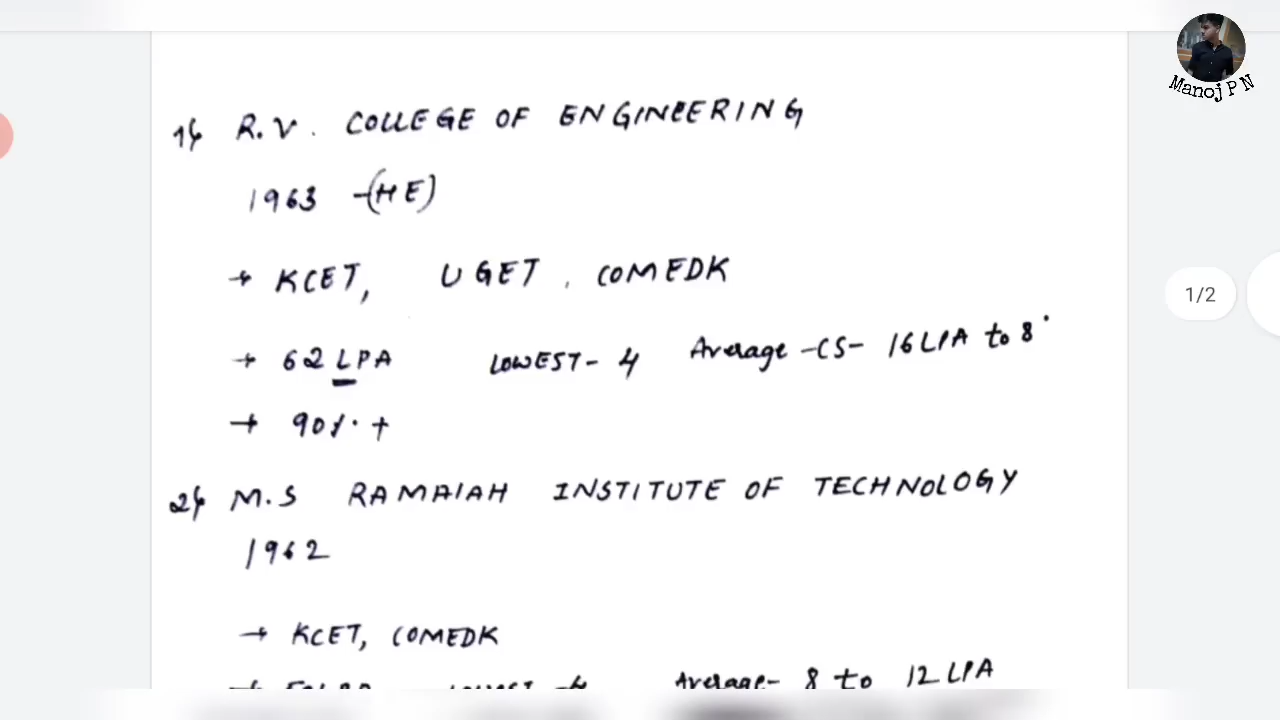 Manoj P N
1) R.V. COLLEGE OF ENGINEERING
1963 -(ME)
1/2
→ KCET, UGET, COMEDK
→ 62 LPA LOWEST - 4 Average -CS- 16 LPA to 8
→ 90% +
2) M.S RAMAIAH INSTITUTE OF TECHNOLOGY
1962
→ KCET, COMEDK
Average- 8 to 12 LPA